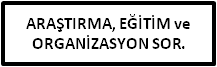 ARAŞTIRMA, EĞİTİM ve
ORGANİZASYON SOR.